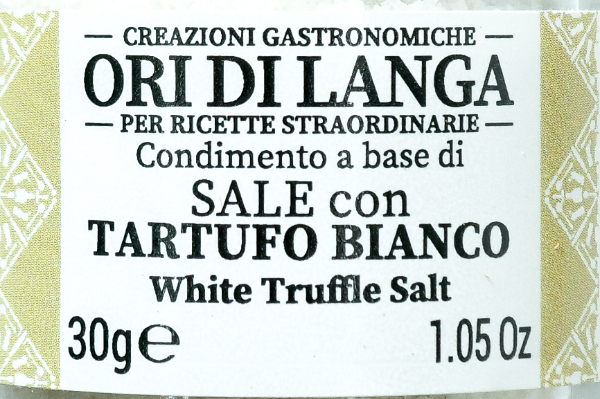 CREAZIONI GASTRONOMICHE
ORI DI LANGA
PER RICETTE STRAORDINARIE
Condimento a base di
SALE con
TARTUFO BIANCO
White Truffle Salt
30g℮ 1.05 Oz